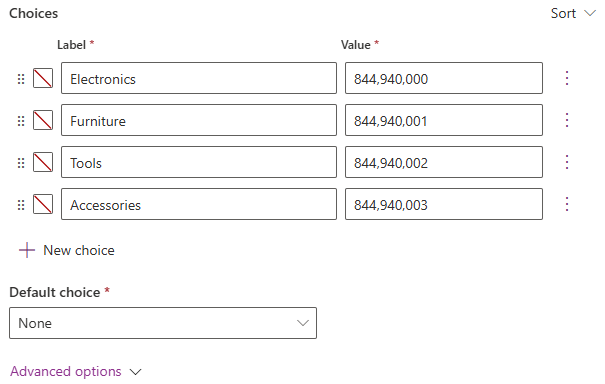 Choices Sort
Label * Value *
Electronics 844,940,000
Furniture 844,940,001
Tools 844,940,002
Accessories 844,940,003
New choice
Default choice *
None
Advanced options